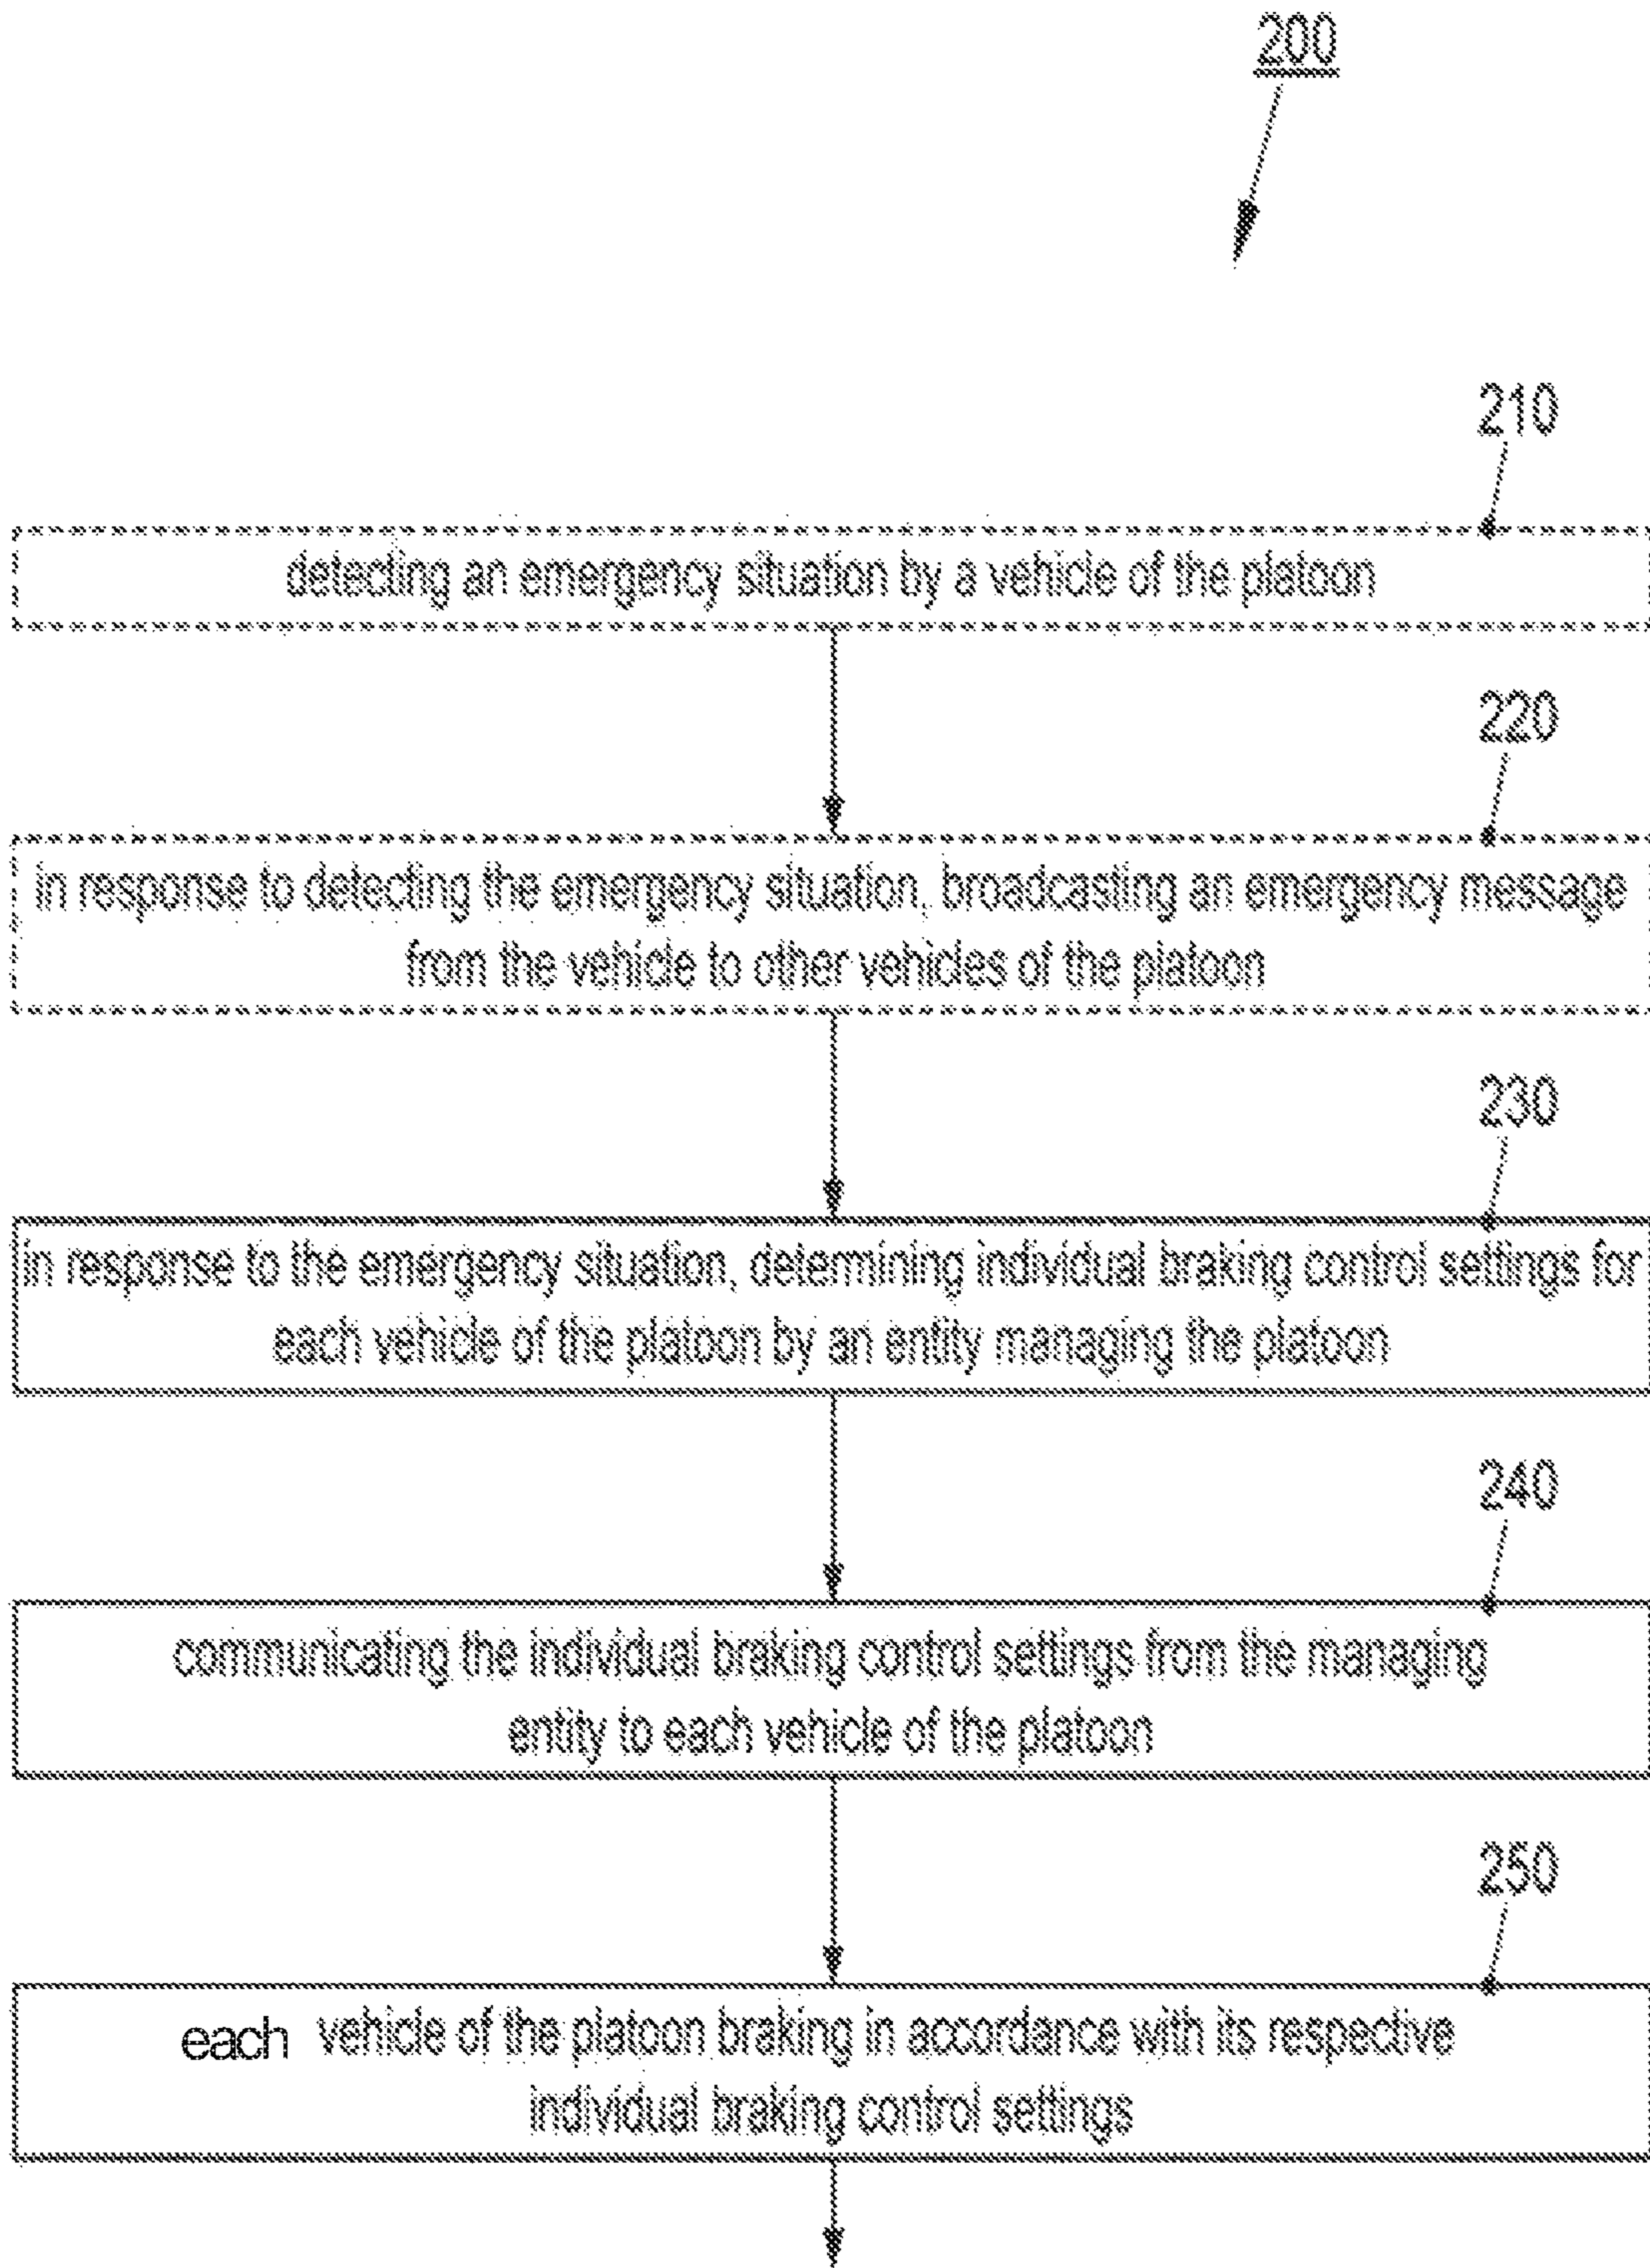 200
210
detecting an emergency situation by a vehicle of the platoon
220
in response to detecting the emergency situation, broadcasting an emergency message
from the vehicle to other vehicles of the platoon
230
in response to the emergency situation, determining individual braking control settings for
each vehicle of the platoon by an entity managing the platoon
240
communicating the individual braking control settings from the managing
entity to each vehicle of the platoon
250
each vehicle of the platoon braking in accordance with its respective
individual braking control settings